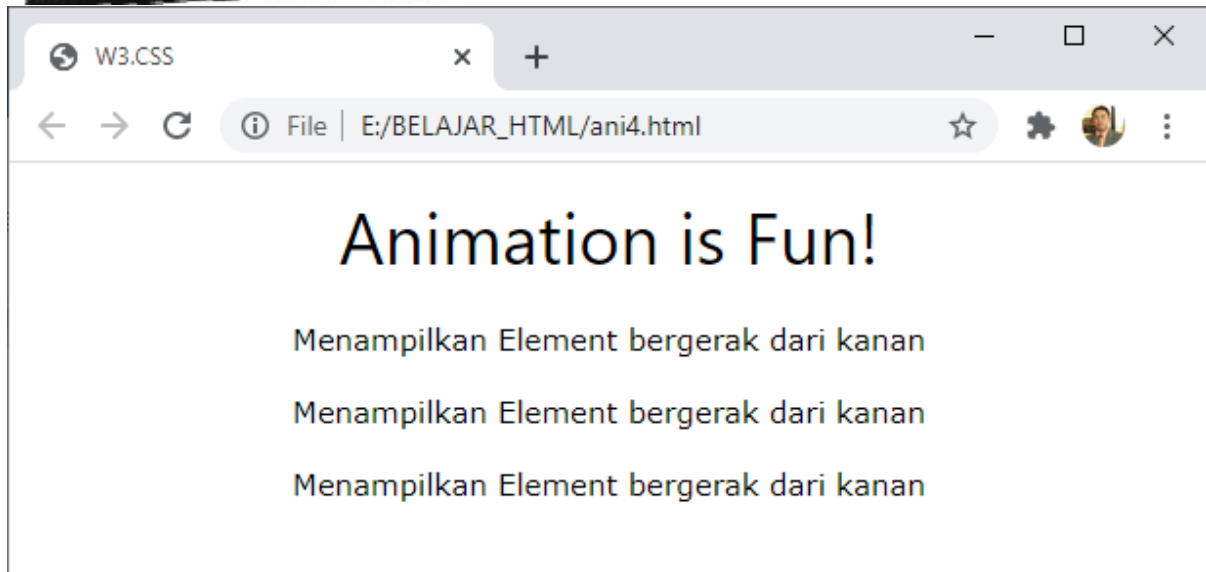 W3.CSS
File E:/BELAJAR_HTML/ani4.html
Animation is Fun!
Menampilkan Element bergerak dari kanan
Menampilkan Element bergerak dari kanan
Menampilkan Element bergerak dari kanan